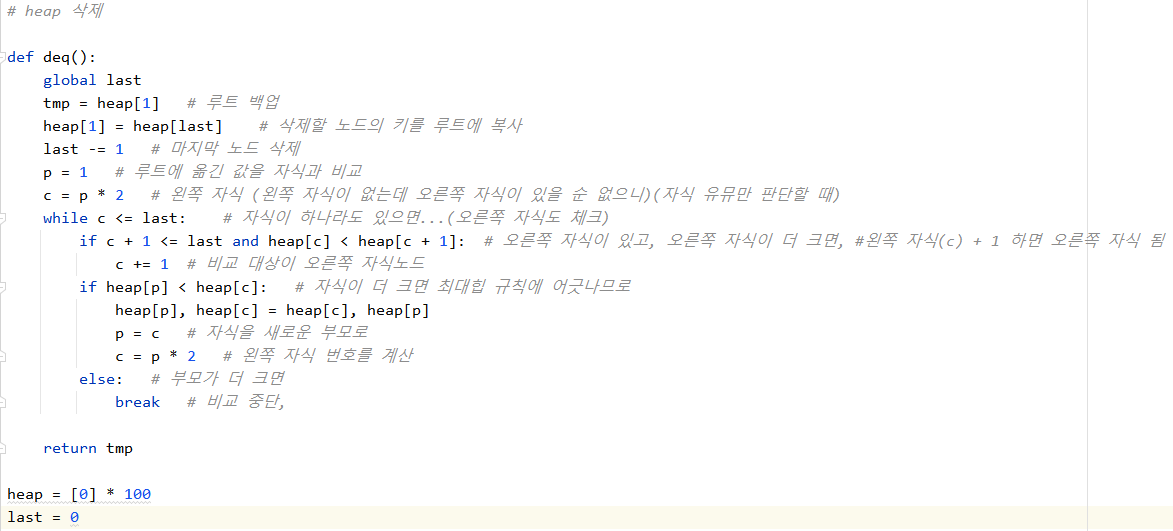 # heap 삭제
def deq():
    global last
    tmp = heap[1]   # 루트 백업
    heap[1] = heap[last]    # 삭제할 노드의 키를 루트에 복사
    last -= 1   # 마지막 노드 삭제
    p = 1   # 루트에 옮긴 값을 자식과 비교
    c = p * 2   # 왼쪽 자식 (왼쪽 자식이 없는데 오른쪽 자식이 있을 순 없으니)(자식 유뮤만 판단할 때)
    while c <= last:    # 자식이 하나라도 있으면...(오른쪽 자식도 체크)
        if c + 1 <= last and heap[c] < heap[c + 1]:  # 오른쪽 자식이 있고, 오른쪽 자식이 더 크면, #왼쪽 자식(c) + 1 하면 오른쪽 자식 됨
            c += 1  # 비교 대상이 오른쪽 자식노드
        if heap[p] < heap[c]:   # 자식이 더 크면 최대힙 규칙에 어긋나므로
            heap[p], heap[c] = heap[c], heap[p]
            p = c   # 자식을 새로운 부모로
            c = p * 2   # 왼쪽 자식 번호를 계산
        else:   # 부모가 더 크면
            break   # 비교 중단,
    return tmp
heap = [0] * 100
last = 0